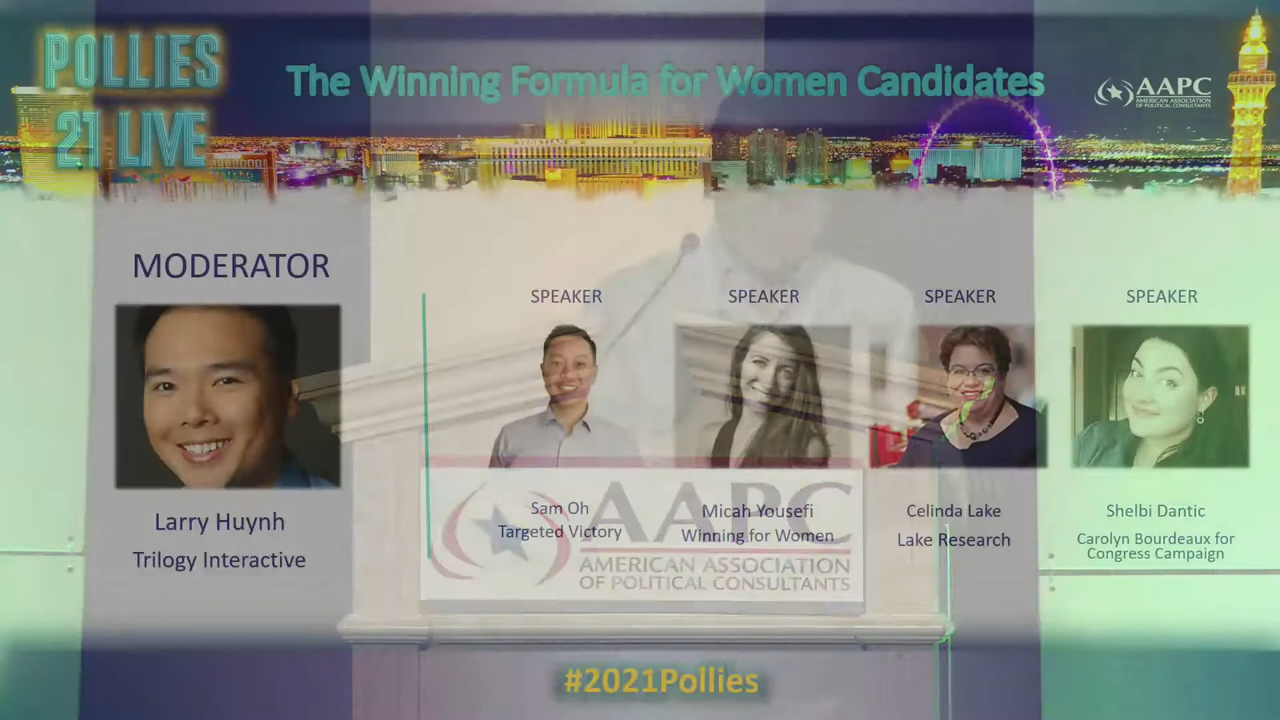 POLLIES
21 LIVE
The Winning Formula for Women Candidates
AAPC
AMERICAN ASSOCIATION
OF POLITICAL CONSULTANTS
MODERATOR
SPEAKER
SPEAKER
SPEAKER
SPEAKER
Larry Huynh
Trilogy Interactive
Sam Oh
Targeted Victory
Micah Yousefi
Winning for Women
Celinda Lake
Lake Research
Shelbi Dantic
Carolyn Bourdeaux for
Congress Campaign
AAPC
AMERICAN ASSOCIATION
OF POLITICAL CONSULTANTS
#2021Pollies